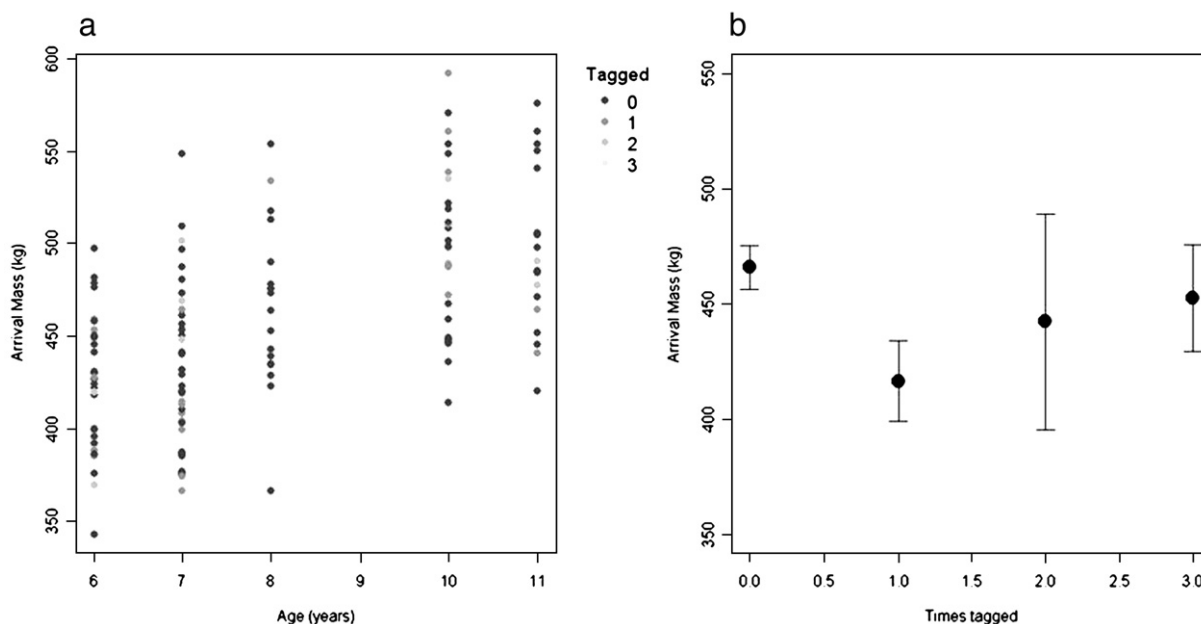 a
600
550
500
450
400
350
Arrival Mass (kg)
6 7 8 9 10 11
Age (years)
Tagged
0
1
2
3
b
550
500
450
400
350
Arrival Mass (kg)
0.0 0.5 1.0 1.5 2.0 2.5 3.0
Times tagged